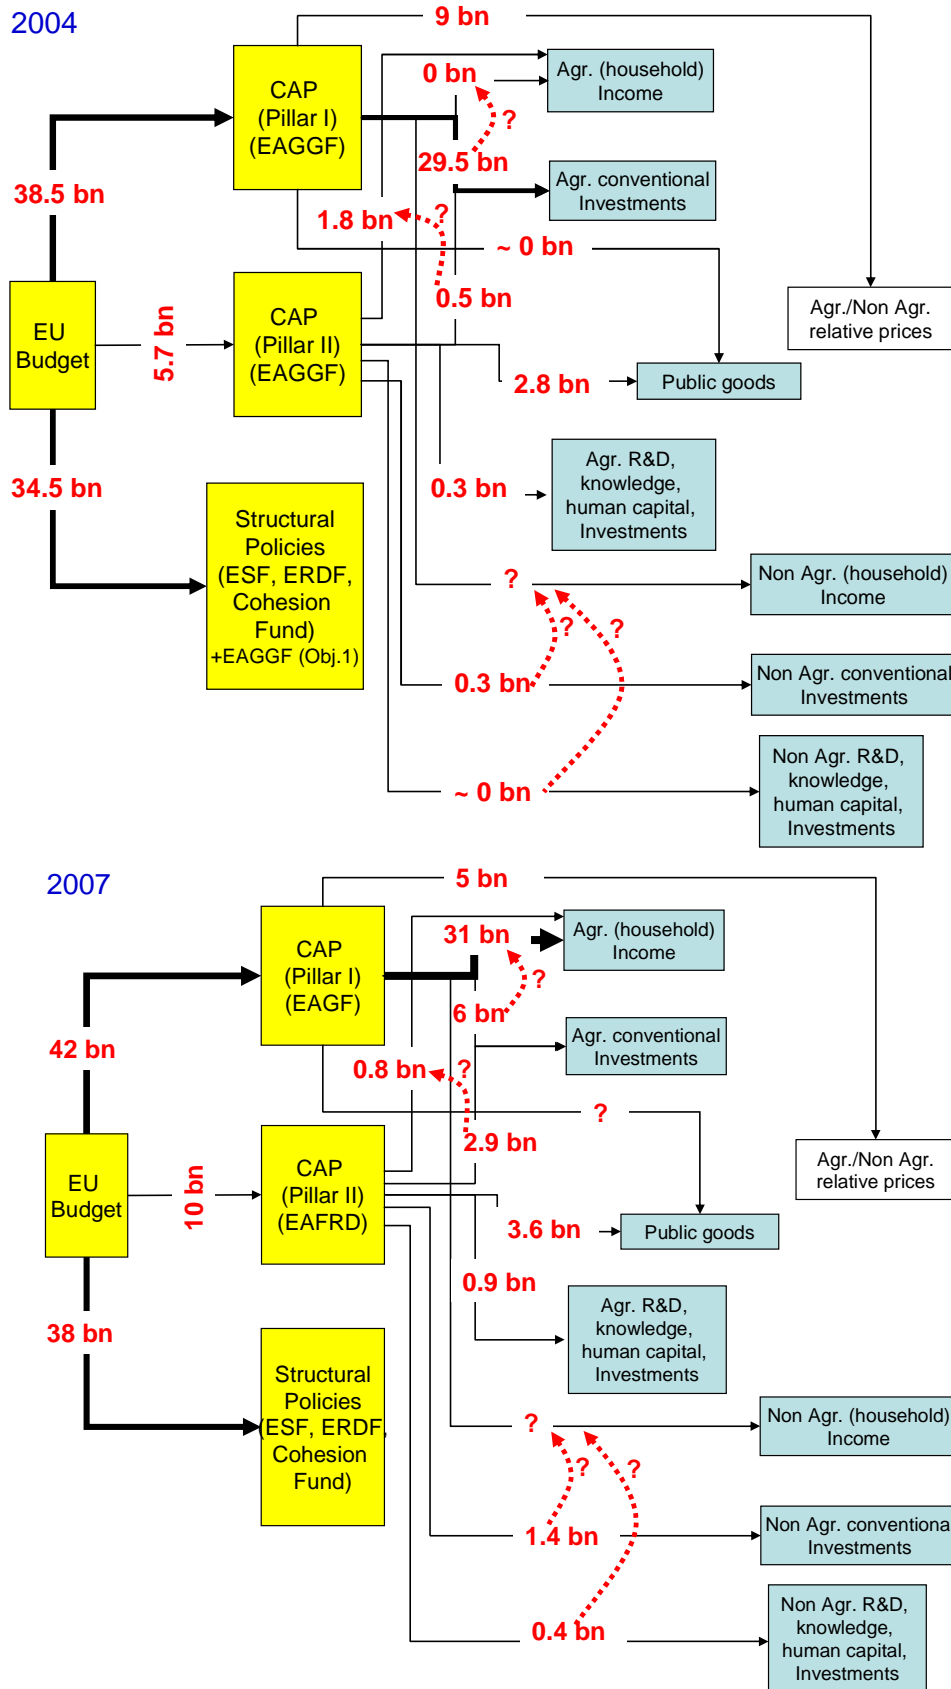 2004
9 bn
CAP
(Pillar I)
(EAGGF)
0 bn
Agr. (household)
Income
?
29.5 bn
38.5 bn
Agr. conventional
Investments
1.8 bn
?
~ 0 bn
EU
Budget
5.7 bn
CAP
(Pillar II)
(EAGGF)
0.5 bn
Agr./Non Agr.
relative prices
2.8 bn
Public goods
34.5 bn
0.3 bn
Agr. R&D,
knowledge,
human capital,
Investments
Structural
Policies
(ESF, ERDF,
Cohesion
Fund)
+EAGGF (Obj.1)
?
Non Agr. (household)
Income
?
?
0.3 bn
Non Agr. conventional
Investments
~ 0 bn
Non Agr. R&D,
knowledge,
human capital,
Investments
2007
5 bn
CAP
(Pillar I)
(EAGF)
31 bn
Agr. (household)
Income
?
6 bn
42 bn
Agr. conventional
Investments
0.8 bn
?
?
EU
Budget
10 bn
CAP
(Pillar II)
(EAFRD)
2.9 bn
Agr./Non Agr.
relative prices
3.6 bn
Public goods
0.9 bn
38 bn
Agr. R&D,
knowledge,
human capital,
Investments
Structural
Policies
(ESF, ERDF,
Cohesion
Fund)
?
Non Agr. (household)
Income
?
?
1.4 bn
Non Agr. conventional
Investments
0.4 bn
Non Agr. R&D,
knowledge,
human capital,
Investments